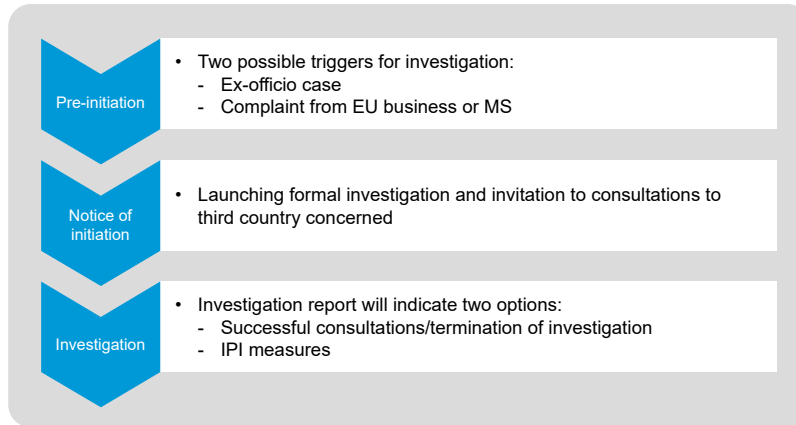 Pre-initiation
• Two possible triggers for investigation:
- Ex-officio case
- Complaint from EU business or MS
Notice of
initiation
• Launching formal investigation and invitation to consultations to
third country concerned
Investigation
• Investigation report will indicate two options:
- Successful consultations/termination of investigation
- IPI measures